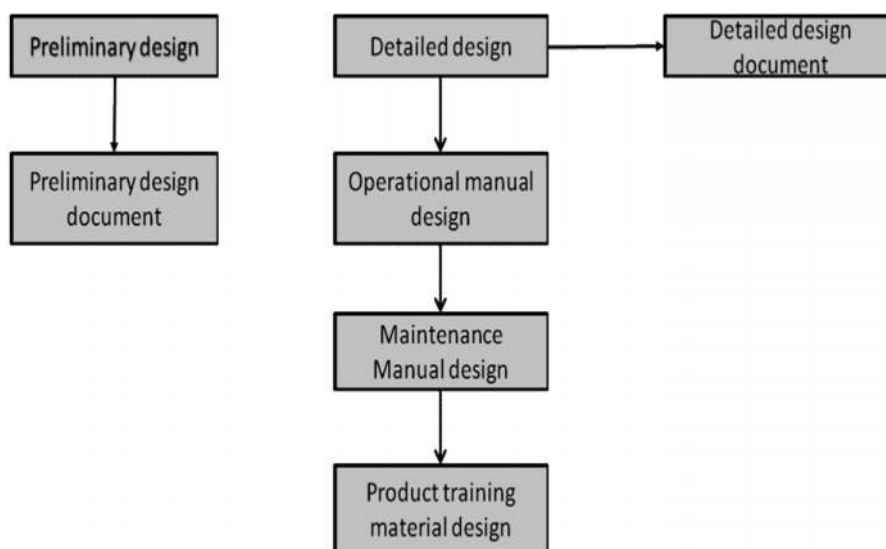 Preliminary design
Detailed design
Detailed design
document
Preliminary design
document
Operational manual
design
Maintenance
Manual design
Product training
material design